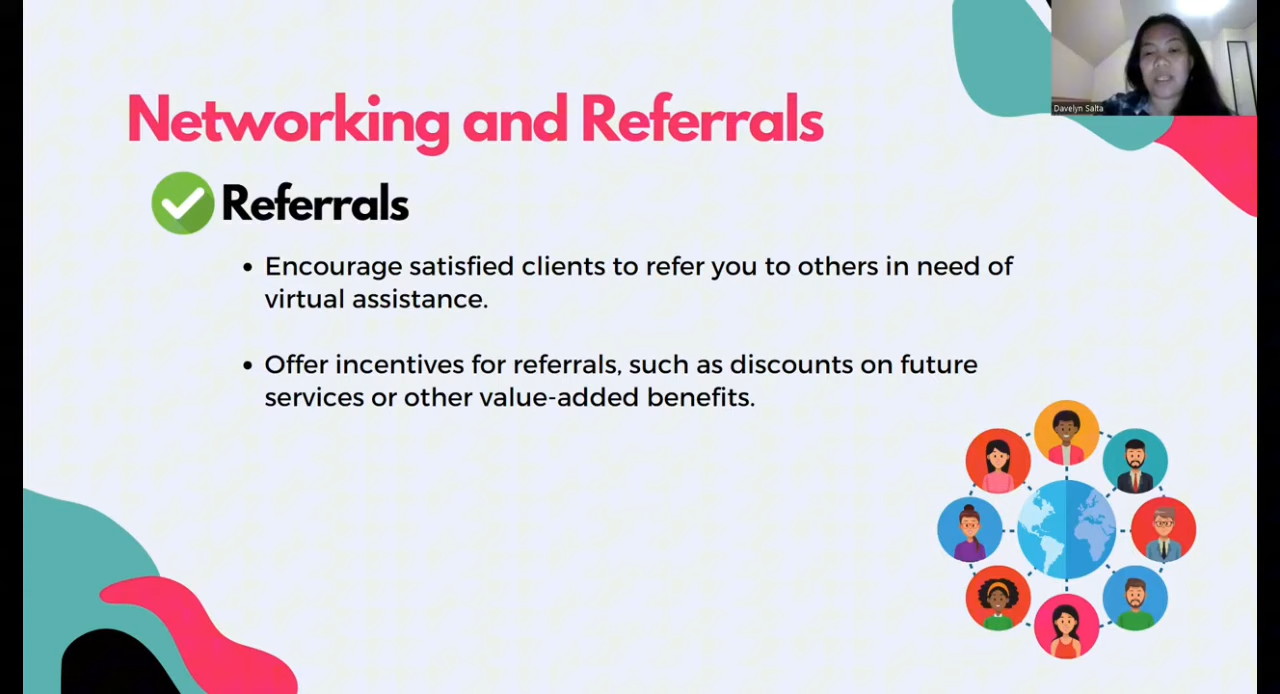 Davelyn Salta
Networking and Referrals
Referrals
• Encourage satisfied clients to refer you to others in need of
virtual assistance.
• Offer incentives for referrals, such as discounts on future
services or other value-added benefits.